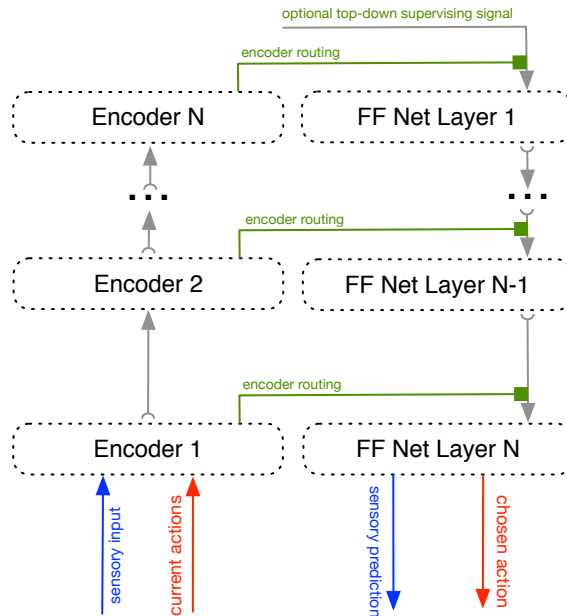 optional top-down supervising signal
encoder routing
Encoder N
FF Net Layer 1
...
...
encoder routing
Encoder 2
FF Net Layer N-1
encoder routing
Encoder 1
FF Net Layer N
sensory input
current actions
sensory prediction
chosen action